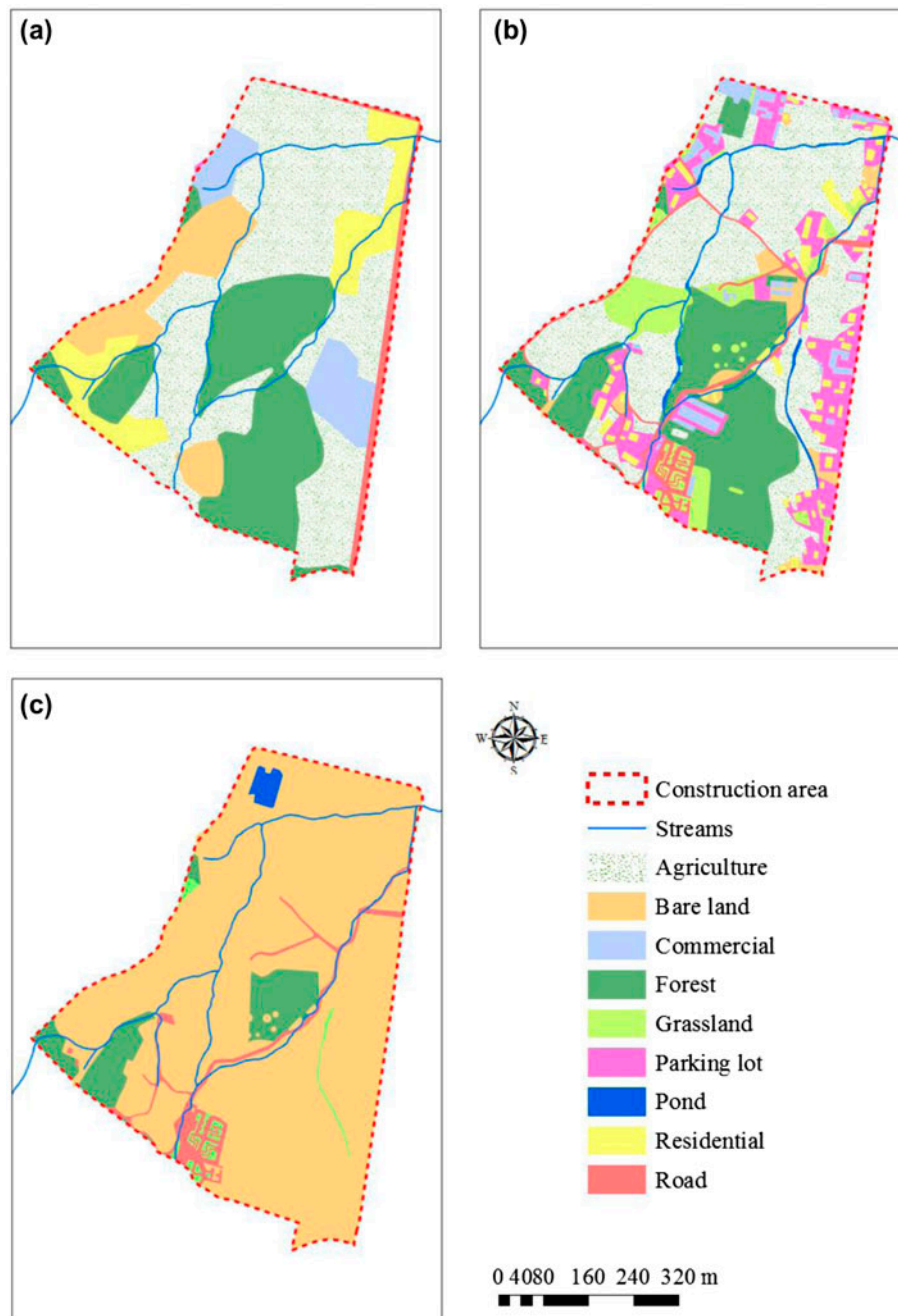 (a)
(b)
(c)
N
W E
S
Construction area
Streams
Agriculture
Bare land
Commercial
Forest
Grassland
Parking lot
Pond
Residential
Road
0 4080 160 240 320 m